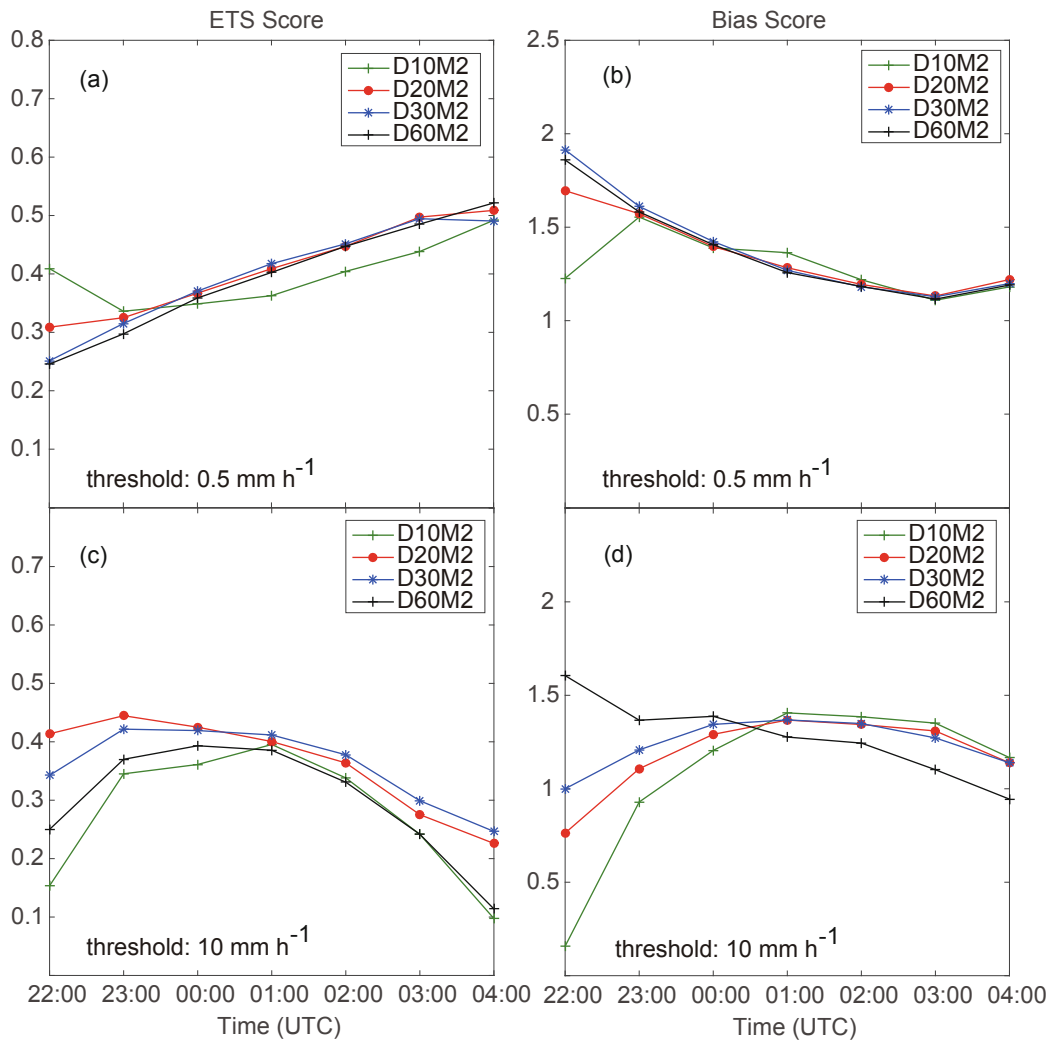 ETS Score
Bias Score
0.8
0.7
0.6
0.5
0.4
0.3
0.2
0.1
(a)
D10M2
D20M2
D30M2
D60M2
threshold: 0.5 mm h-1
2.5
2
1.5
1
0.5
(b)
D10M2
D20M2
D30M2
D60M2
threshold: 0.5 mm h-1
0.7
0.6
0.5
0.4
0.3
0.2
0.1
(c)
D10M2
D20M2
D30M2
D60M2
threshold: 10 mm h-1
22:00 23:00 00:00 01:00 02:00 03:00 04:00
Time (UTC)
2
1.5
1
0.5
(d)
D10M2
D20M2
D30M2
D60M2
threshold: 10 mm h-1
22:00 23:00 00:00 01:00 02:00 03:00 04:00
Time (UTC)